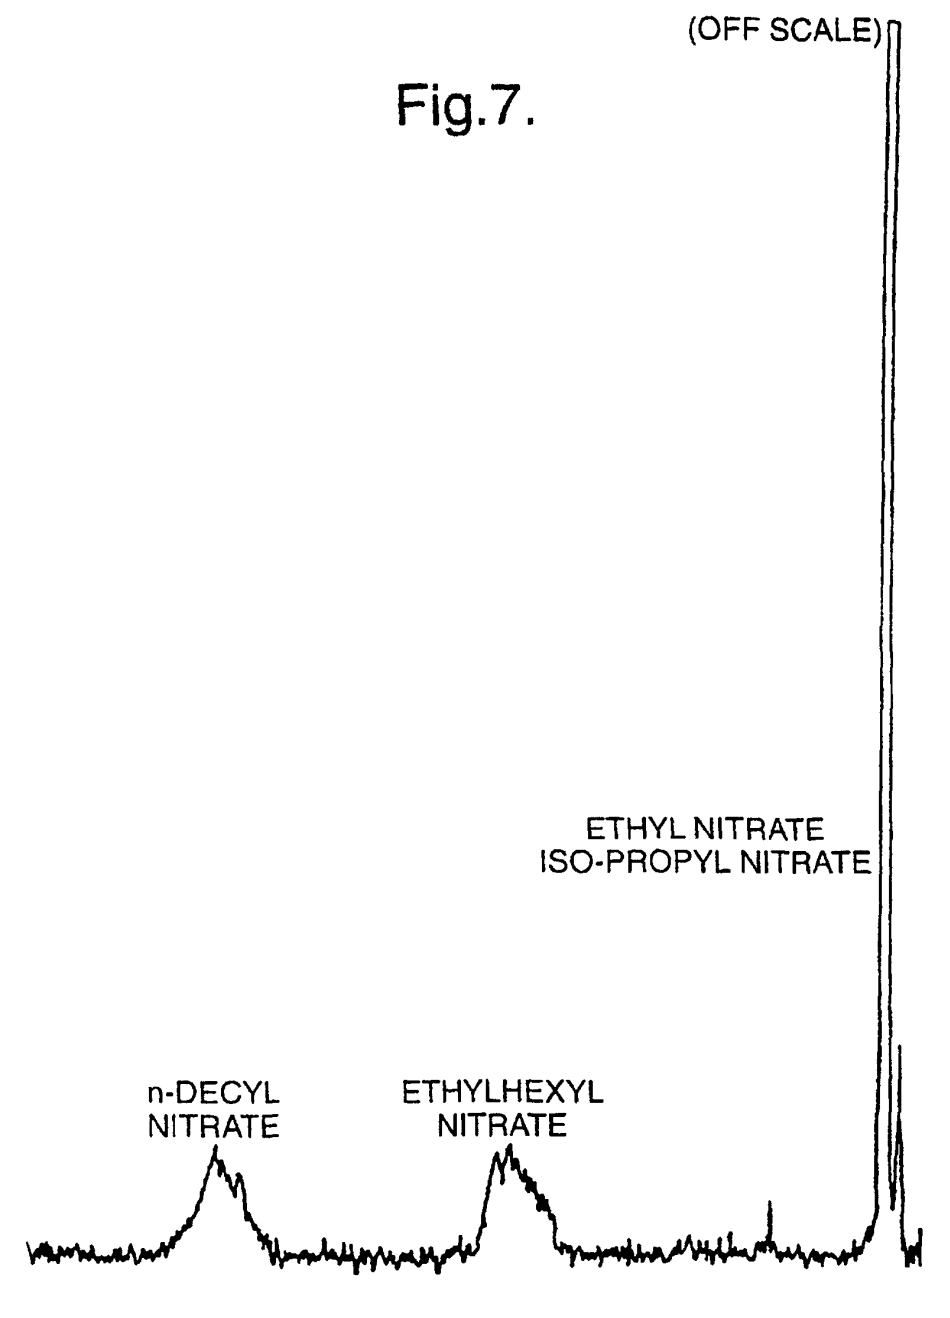 (OFF SCALE)
Fig.7.
ETHYL NITRATE
ISO-PROPYL NITRATE
n-DECYL
NITRATE
ETHYLHEXYL
NITRATE